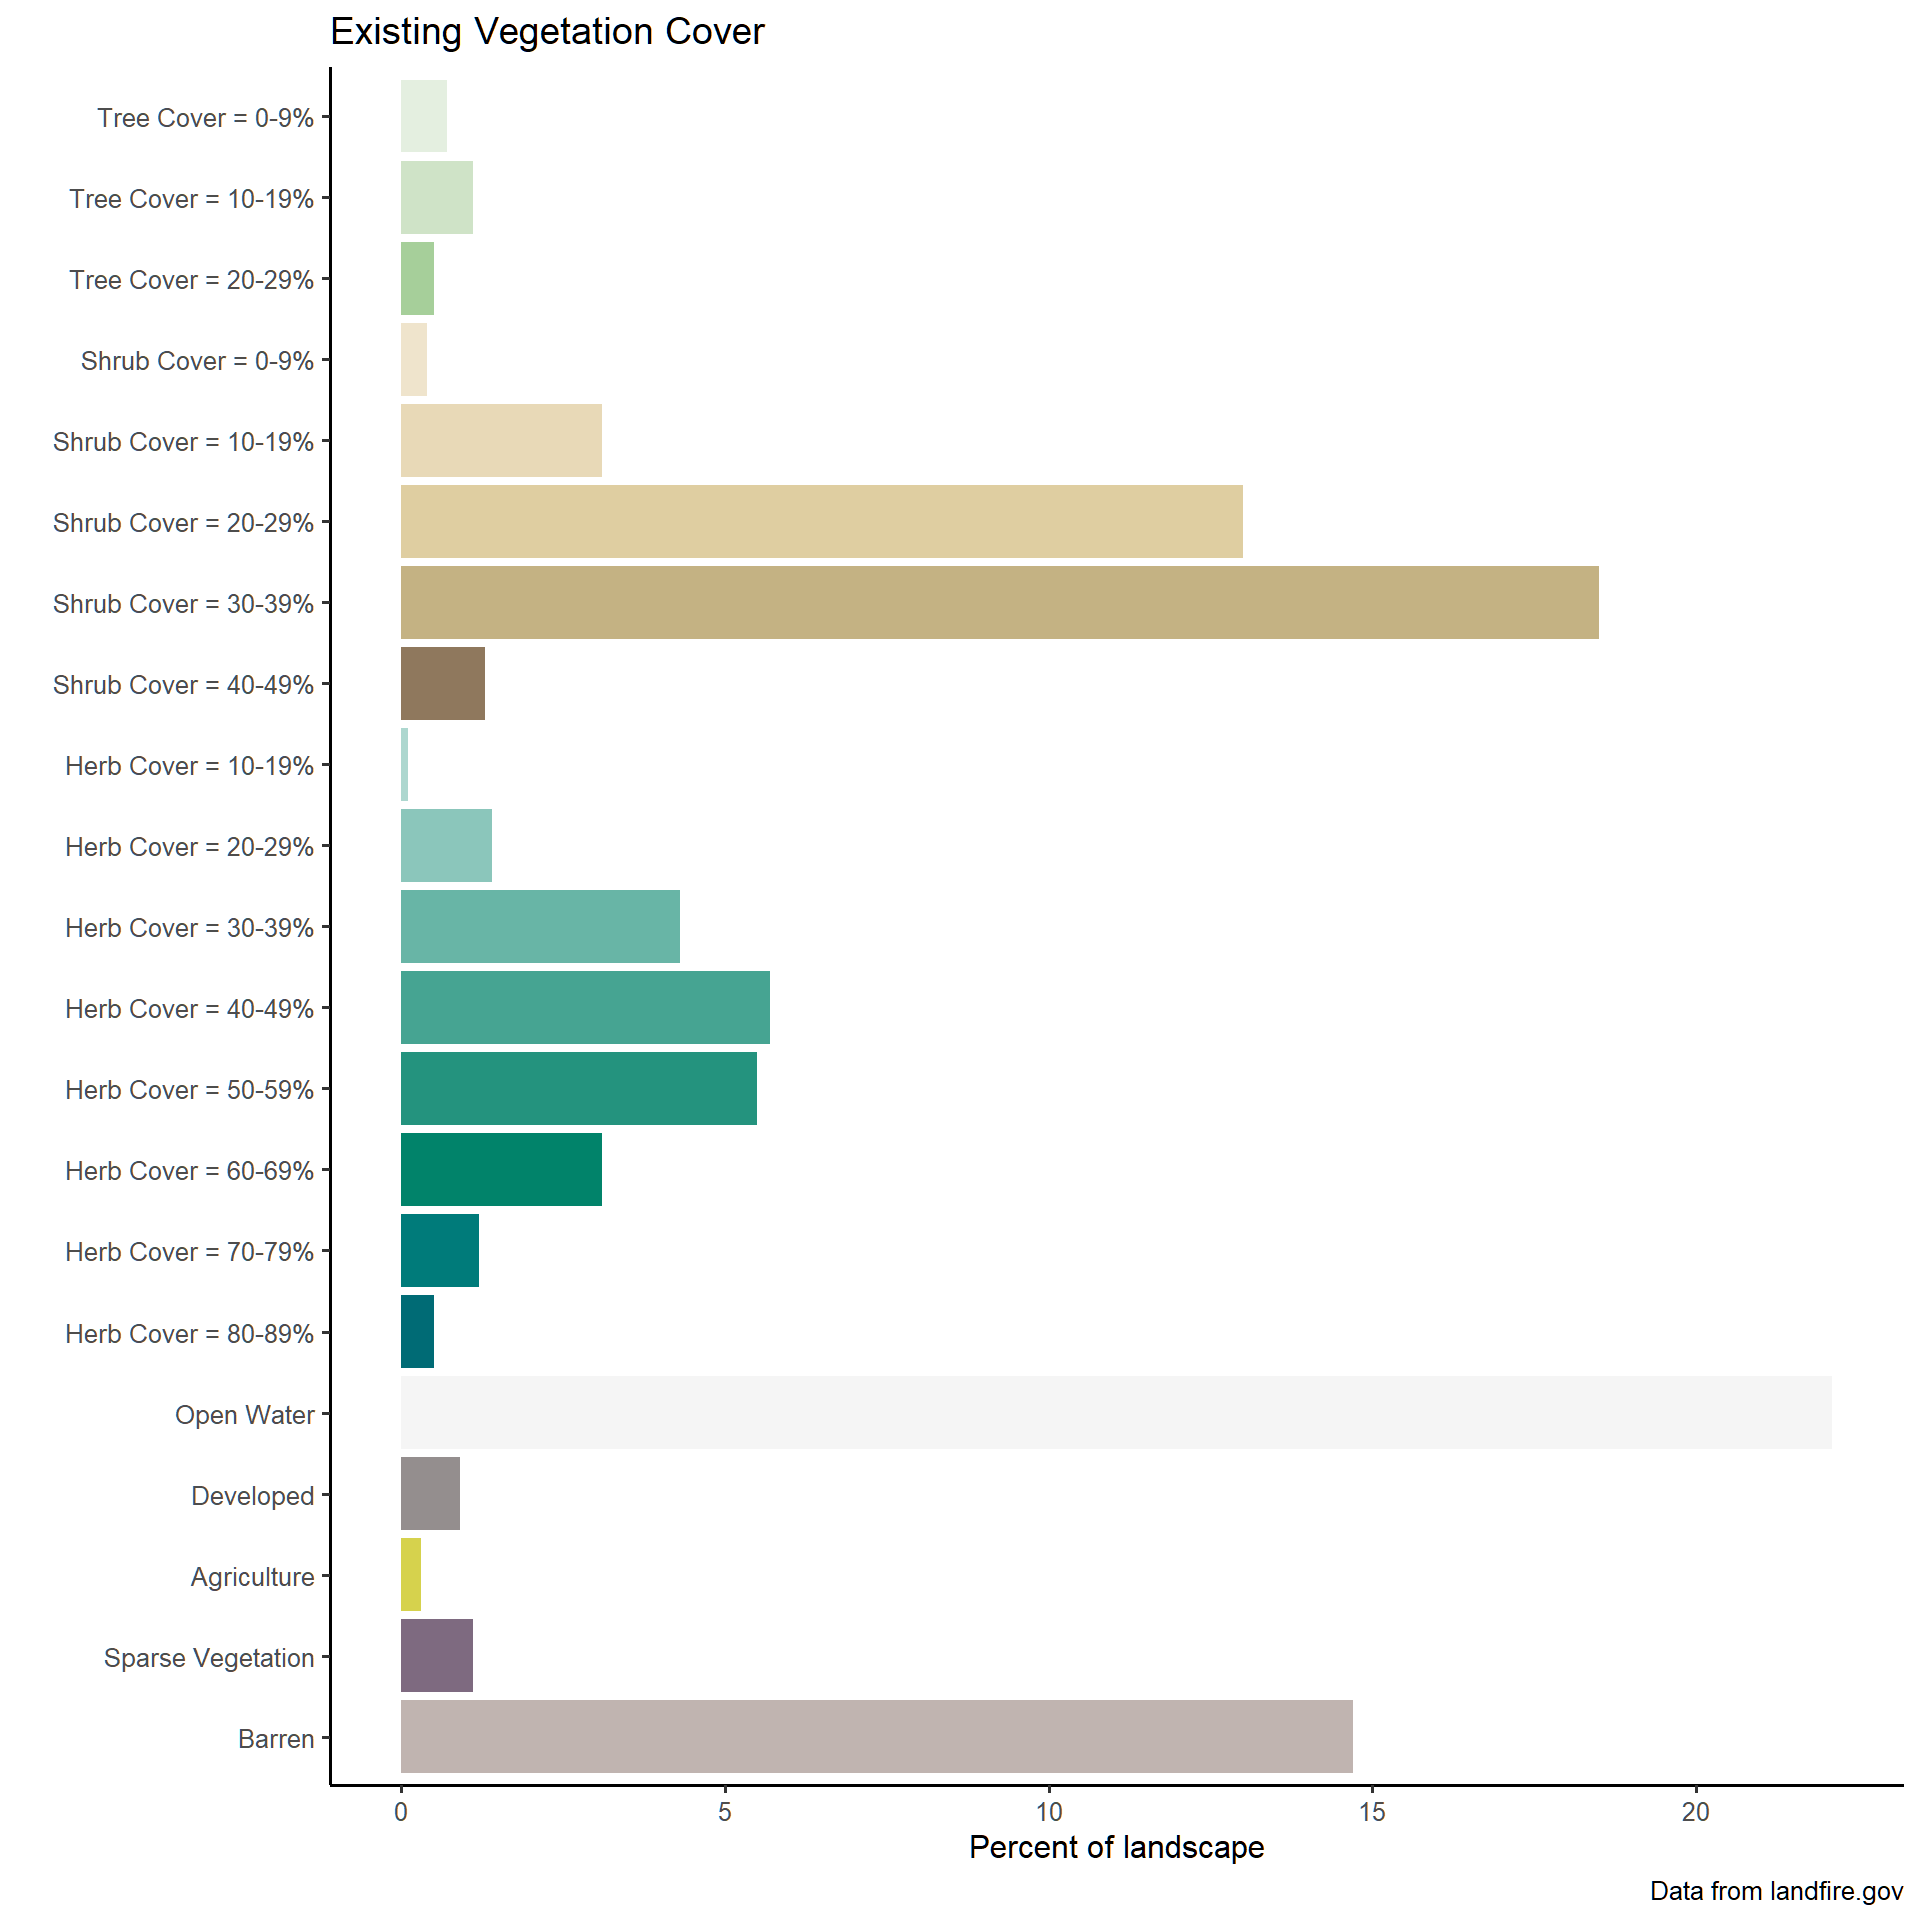 Existing Vegetation Cover
Tree Cover = 0-9%
Tree Cover = 10-19%
Tree Cover = 20-29%
Shrub Cover = 0-9%
Shrub Cover = 10-19%
Shrub Cover = 20-29%
Shrub Cover = 30-39%
Shrub Cover = 40-49%
Herb Cover = 10-19%
Herb Cover = 20-29%
Herb Cover = 30-39%
Herb Cover = 40-49%
Herb Cover = 50-59%
Herb Cover = 60-69%
Herb Cover = 70-79%
Herb Cover = 80-89%
Open Water
Developed
Agriculture
Sparse Vegetation
Barren
0 5 10 15 20
Percent of landscape
Data from landfire.gov